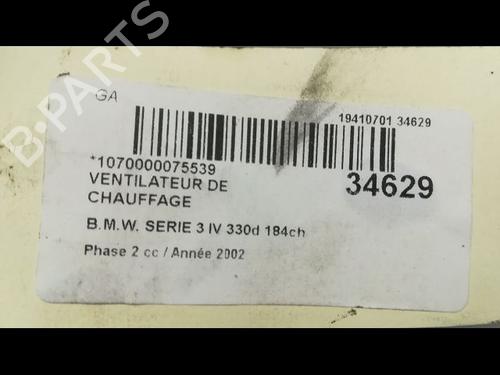 GA
19410701 34629
*1070000075539
34629
VENTILATEUR DE
CHAUFFAGE
B.M.W. SERIE 3 IV 330d 184ch
Phase 2 cc / Année 2002
B-PARTS